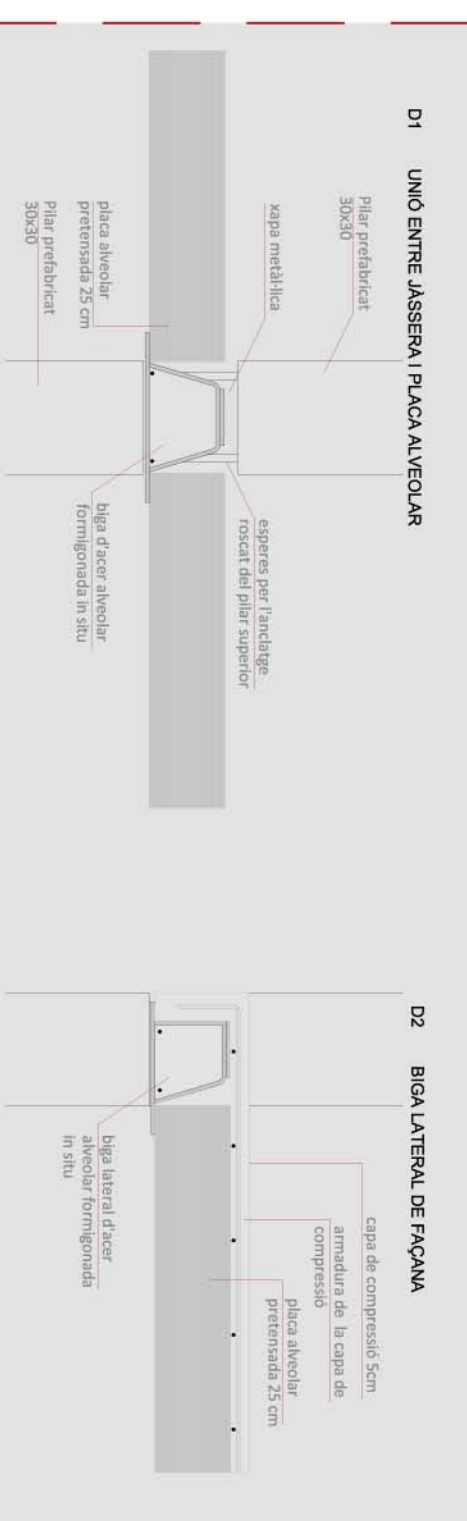 D1 UNIÓ ENTRE JÀSSERA I PLACA ALVEOLAR
Pilar prefabricat
30x30
xapa metàl·lica
esperes per l'anclatge
roscat del pilar superior
placa alveolar
pretensada 25 cm
Pilar prefabricat
30x30
biga d'acer alveolar
formigonada in situ
D2 BIGA LATERAL DE FAÇANA
capa de compressió 5cm
armadura de la capa de
compressió
placa alveolar
pretensada 25 cm
biga lateral d'acer
alveolar formigonada
in situ